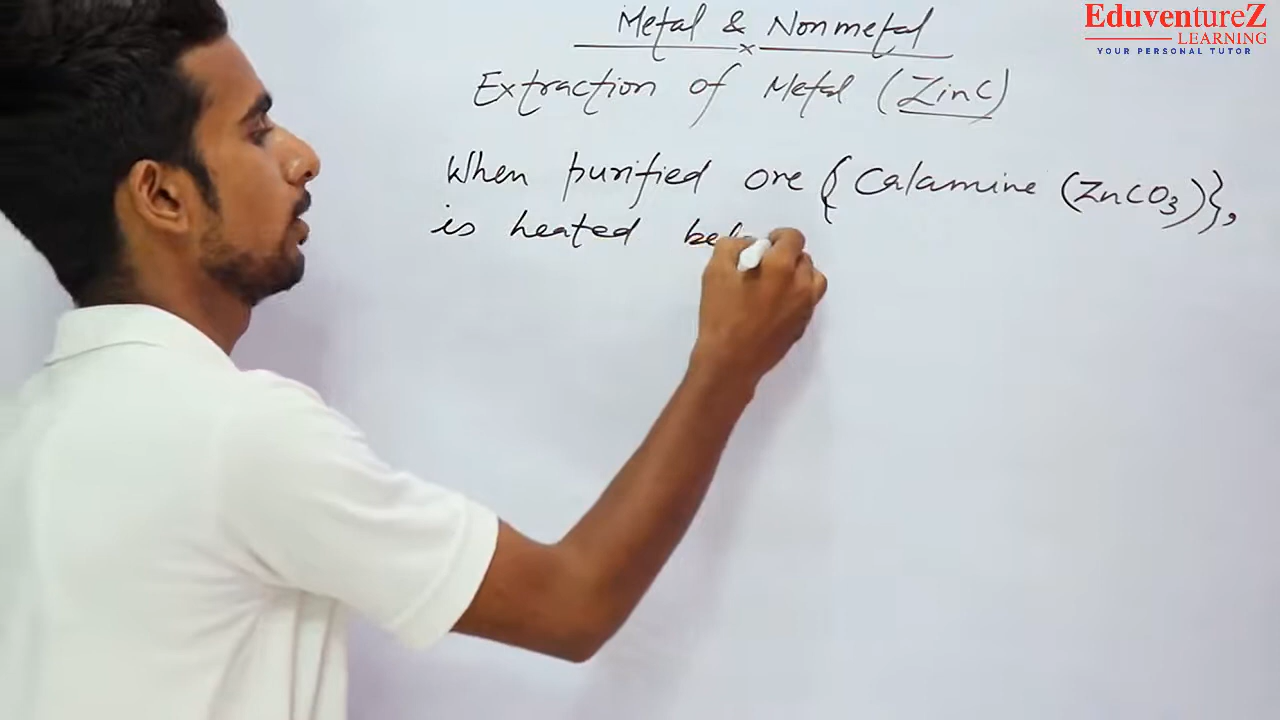 EduventureZ
LEARNING
YOUR PERSONAL TUTOR
Metal & Nonmetal
x
Extraction of Metal (Zinc)
When purified ore { Calamine (ZnCO3)},
is heated